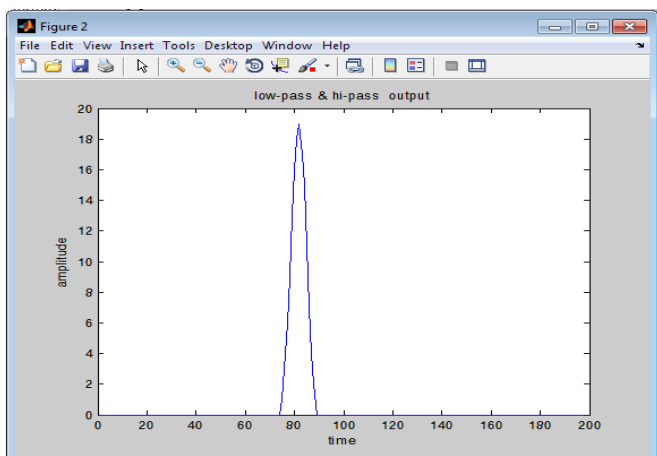 Figure 2
File Edit View Insert Tools Desktop Window Help
low-pass & hi-pass output
20
18
16
14
12
10
8
6
4
2
0
amplitude
0 20 40 60 80 100 120 140 160 180 200
time